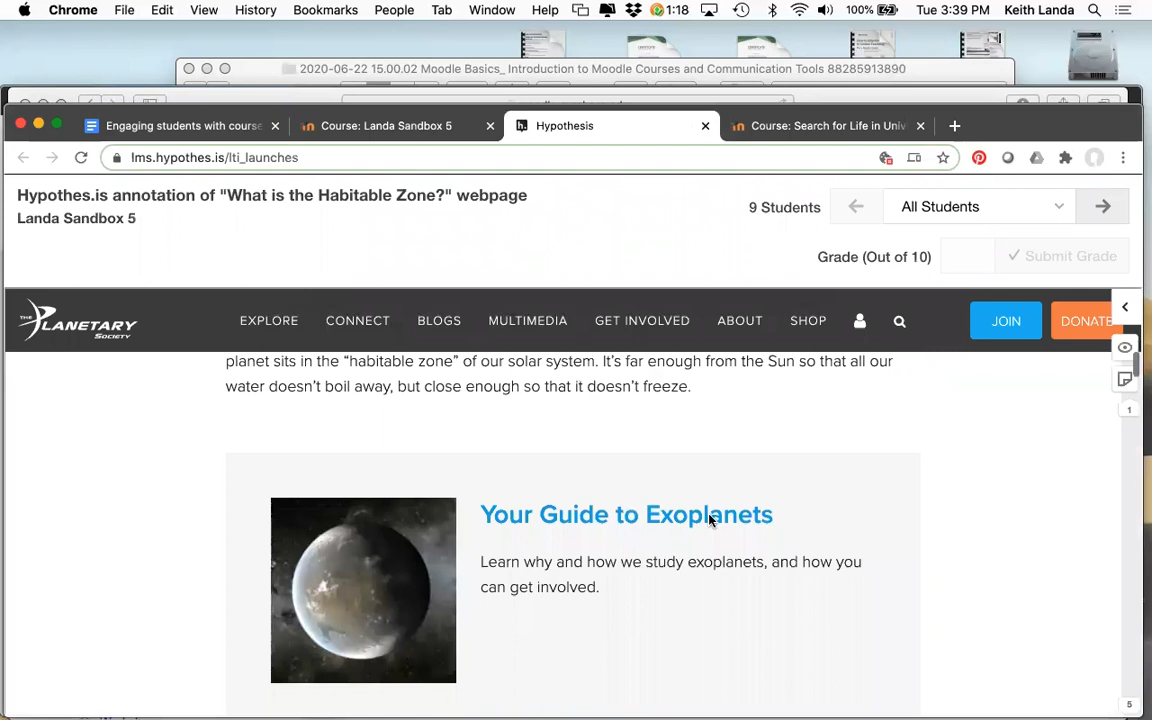 Chrome File Edit View History Bookmarks People Tab Window Help 1:18 100% Tue 3:39 PM Keith Landa
2020-06-22 15.00.02 Moodle Basics_ Introduction to Moodle Courses and Communication Tools 88285913890
Engaging students with course Course: Landa Sandbox 5 Hypothesis Course: Search for Life in Univ
lms.hypothes.is/lti_launches
Hypothes.is annotation of "What is the Habitable Zone?" webpage
Landa Sandbox 5
9 Students All Students
Grade (Out of 10) Submit Grade
THE PLANETARY SOCIETY EXPLORE CONNECT BLOGS MULTIMEDIA GET INVOLVED ABOUT SHOP JOIN DONATE
planet sits in the “habitable zone” of our solar system. It’s far enough from the Sun so that all our
water doesn’t boil away, but close enough so that it doesn’t freeze.
1
Your Guide to Exoplanets
Learn why and how we study exoplanets, and how you
can get involved.
5